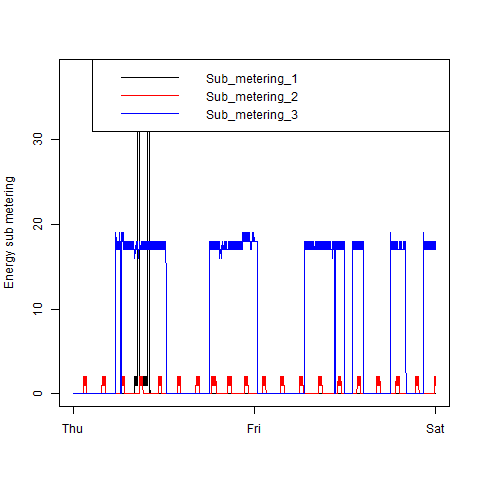 Sub_metering_1
Sub_metering_2
Sub_metering_3
30
20
10
0
Energy sub metering
Thu Fri Sat